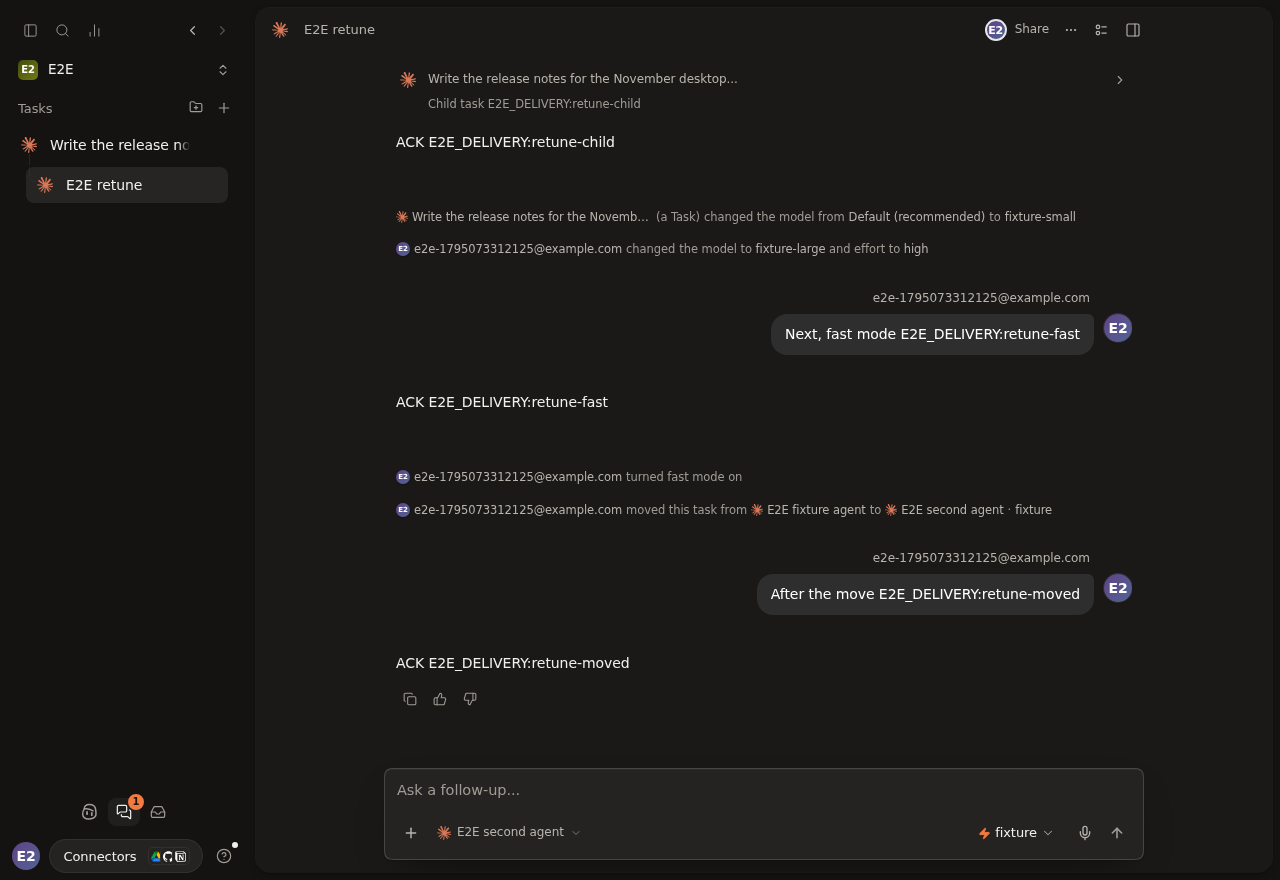 E2E retune
E2 Share
E2 E2E
Tasks
Write the release no
E2E retune
Write the release notes for the November desktop...
Child task E2E_DELIVERY:retune-child
ACK E2E_DELIVERY:retune-child
Write the release notes for the Novemb... (a Task) changed the model from Default (recommended) to fixture-small
E2 e2e-1795073312125@example.com changed the model to fixture-large and effort to high
e2e-1795073312125@example.com
Next, fast mode E2E_DELIVERY:retune-fast
E2
ACK E2E_DELIVERY:retune-fast
E2 e2e-1795073312125@example.com turned fast mode on
E2 e2e-1795073312125@example.com moved this task from E2E fixture agent to E2E second agent · fixture
e2e-1795073312125@example.com
After the move E2E_DELIVERY:retune-moved
E2
ACK E2E_DELIVERY:retune-moved
Ask a follow-up...
E2E second agent
fixture
1
E2 Connectors